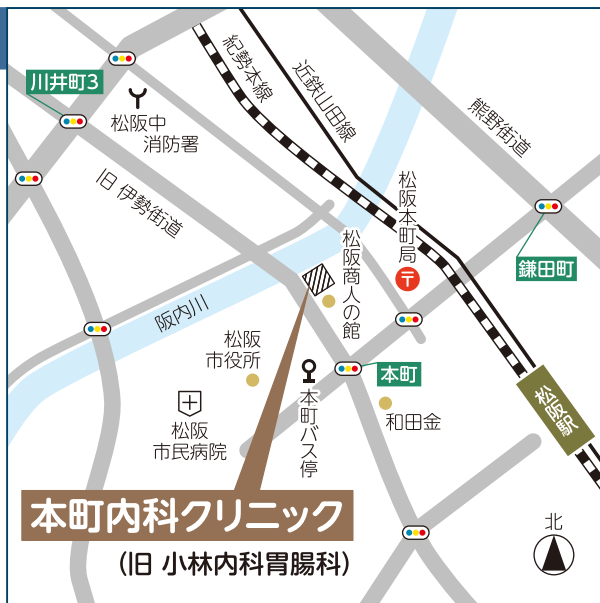 川井町3
紀勢本線
近鉄山田線
熊野街道
松阪中
消防署
旧 伊勢街道
松阪本町局
〒
鎌田町
松阪商人の館
阪内川
松阪
市役所
本町
本町バス停
和田金
松阪駅
松阪
市民病院
本町内科クリニック
(旧 小林内科胃腸科)
北